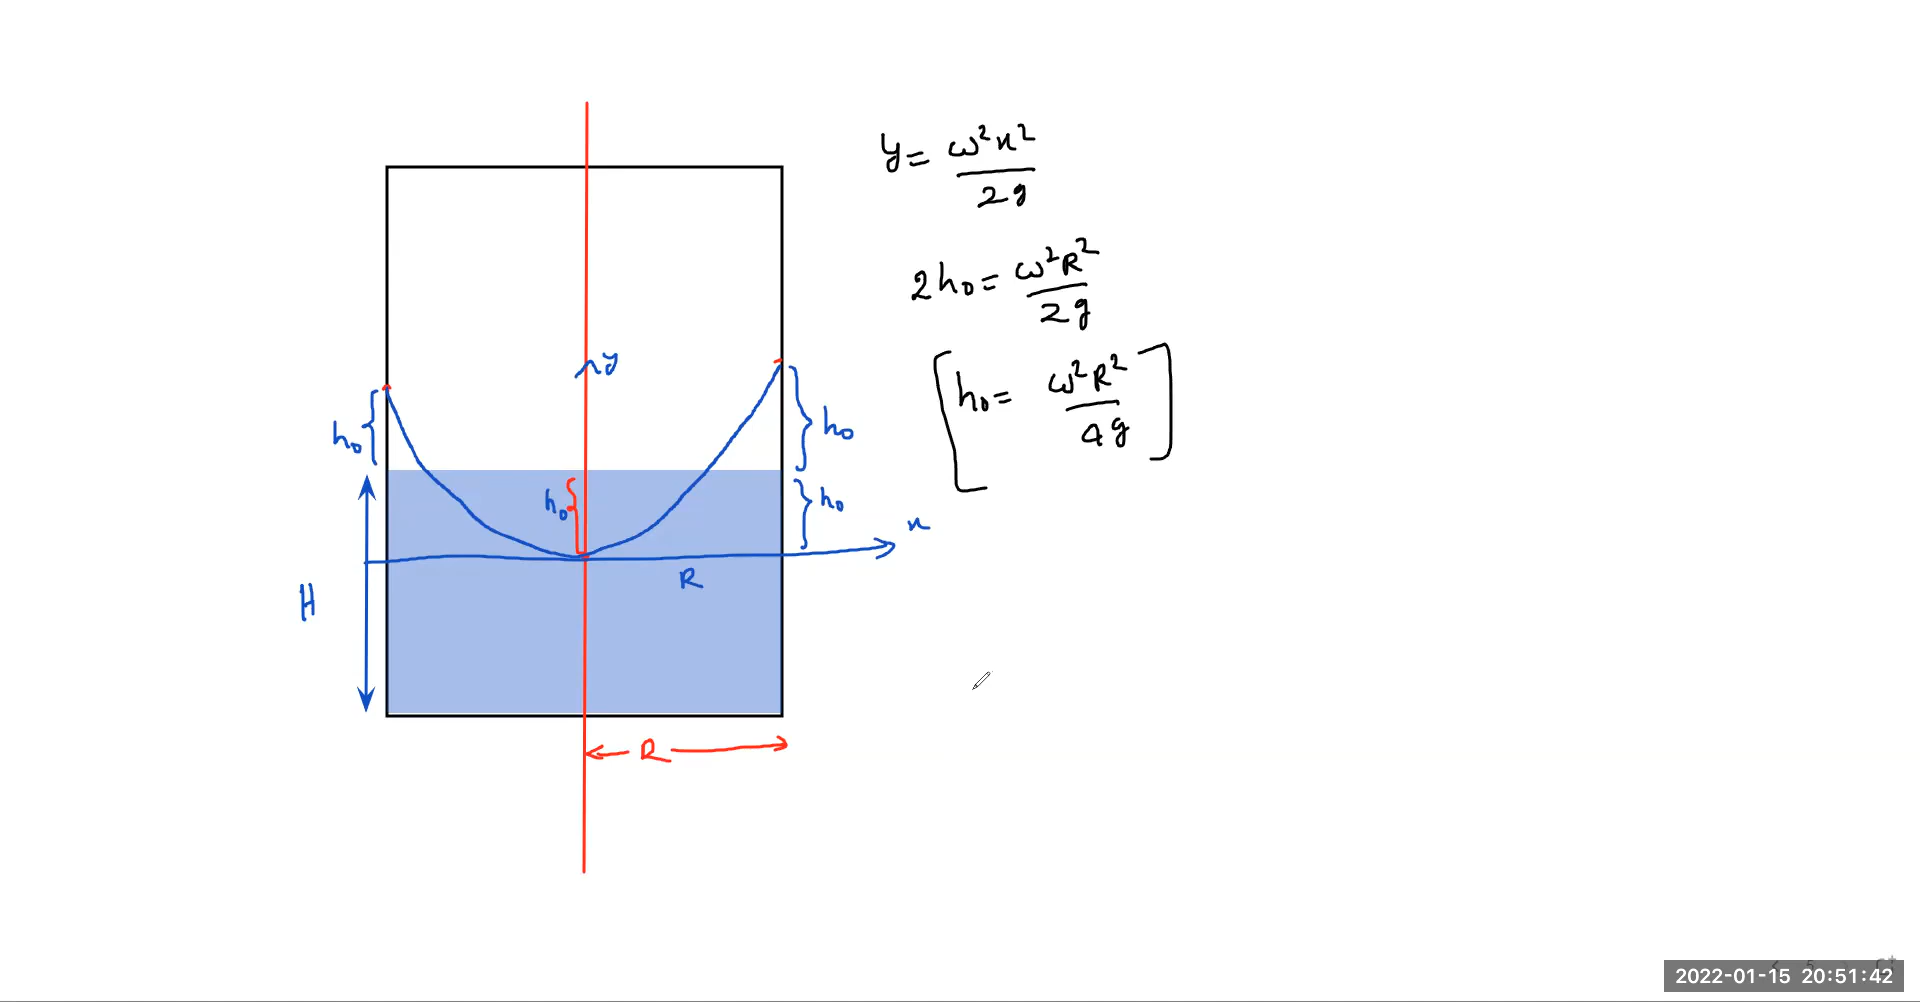 y = ω²x²/2g
2h₀ = ω²R²/2g
h₀ = ω²R²/4g
y
h₀
h₀
h₀
h₀
x
R
H
R
2022-01-15 20:51:42